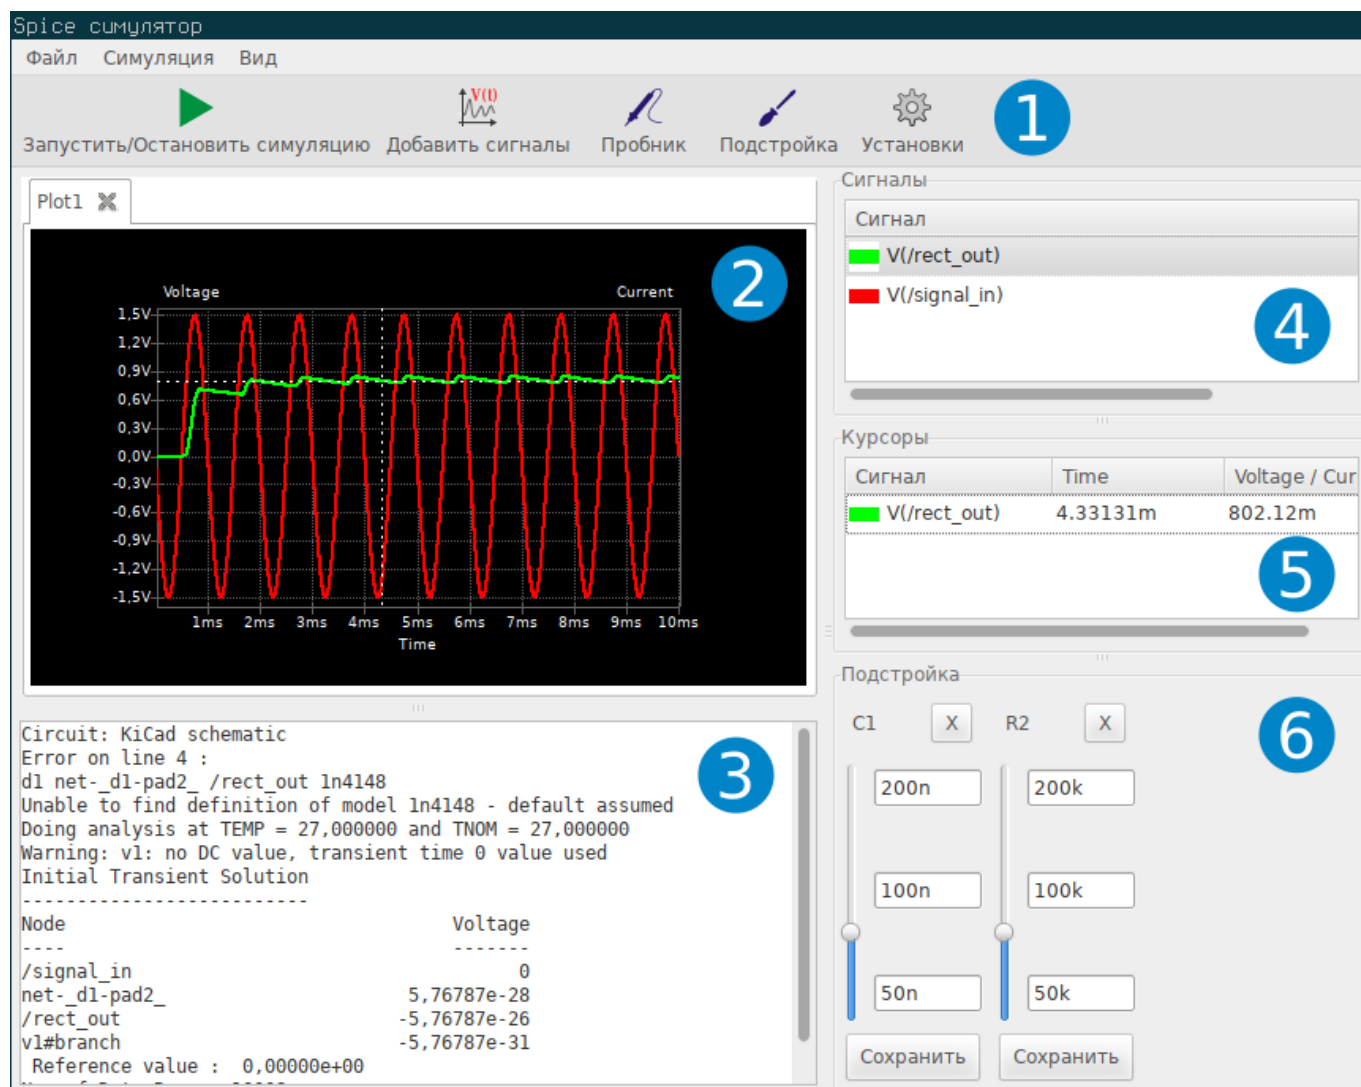 Spice симулятор
Файл Симуляция Вид
Запустить/Остановить симуляцию Добавить сигналы Пробник Подстройка Установки
V(t)
1
Plot1
2
Voltage Current
1,5V
1,2V
0,9V
0,6V
0,3V
0,0V
-0,3V
-0,6V
-0,9V
-1,2V
-1,5V
1ms 2ms 3ms 4ms 5ms 6ms 7ms 8ms 9ms 10ms
Time
Circuit: KiCad schematic
Error on line 4 :
d1 net-_d1-pad2_ /rect_out 1n4148
Unable to find definition of model 1n4148 - default assumed
Doing analysis at TEMP = 27,000000 and TNOM = 27,000000
Warning: v1: no DC value, transient time 0 value used
Initial Transient Solution
--------------------------
Node Voltage
---- -------
/signal_in 0
net-_d1-pad2_ 5,76787e-28
/rect_out -5,76787e-26
v1#branch -5,76787e-31
Reference value : 0,00000e+00
3
Сигналы
Сигнал
V(/rect_out)
V(/signal_in)
4
Курсоры
Сигнал Time Voltage / Cur
V(/rect_out) 4.33131m 802.12m
5
Подстройка
C1 X R2 X
6
200n 200k
100n 100k
50n 50k
Сохранить Сохранить